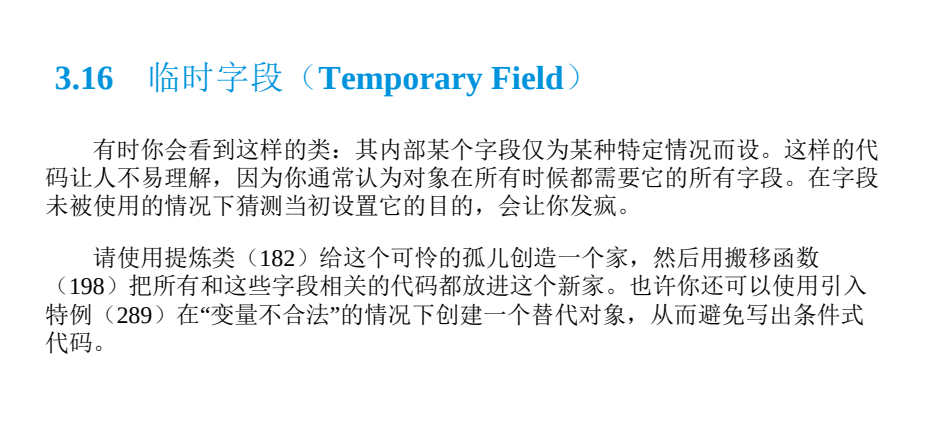 3.16 临时字段（Temporary Field）
有时你会看到这样的类：其内部某个字段仅为某种特定情况而设。这样的代
码让人不易理解，因为你通常认为对象在所有时候都需要它的所有字段。在字段
未被使用的情况下猜测当初设置它的目的，会让你发疯。
请使用提炼类（182）给这个可怜的孤儿创造一个家，然后用搬移函数
（198）把所有和这些字段相关的代码都放进这个新家。也许你还可以使用引入
特例（289）在“变量不合法”的情况下创建一个替代对象，从而避免写出条件式
代码。